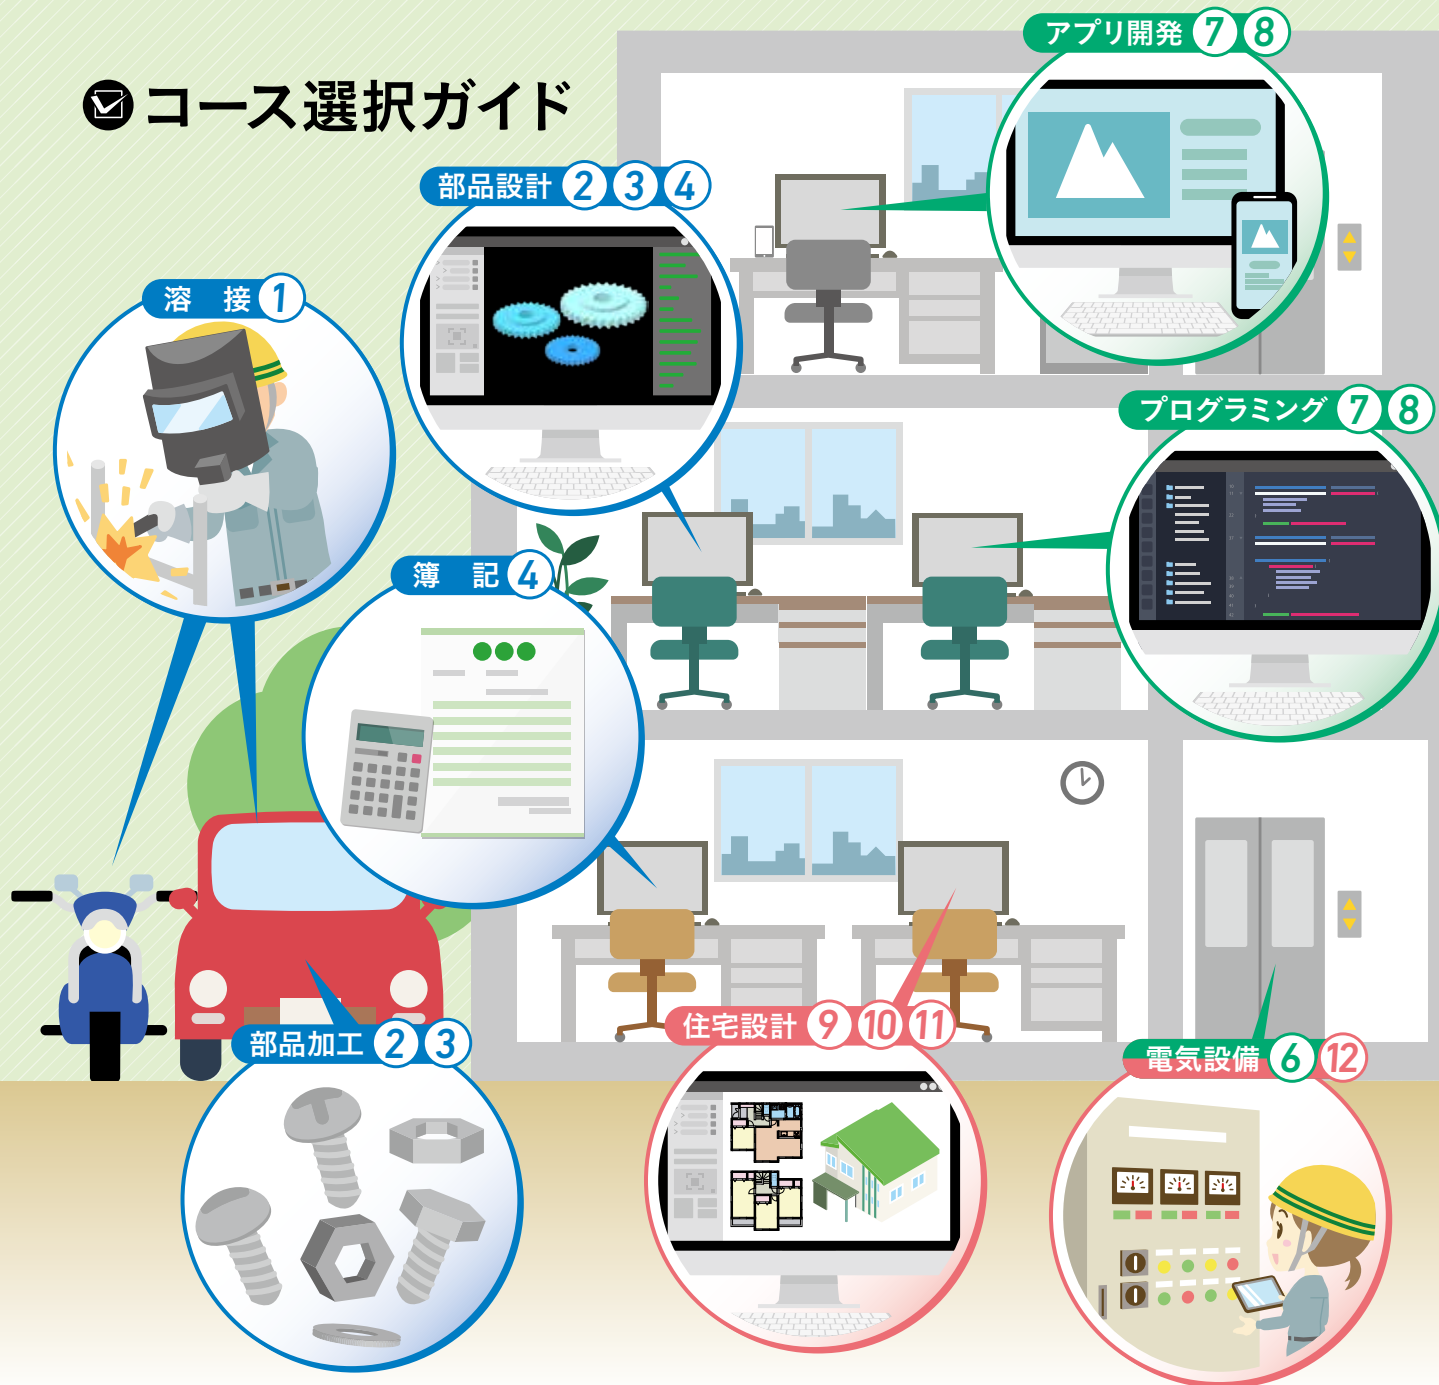 コース選択ガイド
アプリ開発 7 8
部品設計 2 3 4
溶 接 1
プログラミング 7 8
簿 記 4
住宅設計 9 10 11
部品加工 2 3
電気設備 6 12